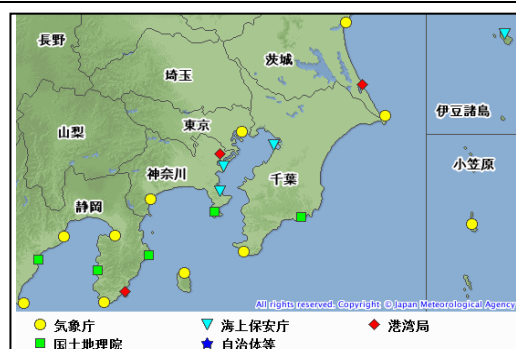 長野
茨城
埼玉
伊豆諸島
東京
山梨
小笠原
神奈川
千葉
静岡
All rights reserved. Copyright © Japan Meteorological Agency
気象庁
海上保安庁
港湾局
国土地理院
自治体等